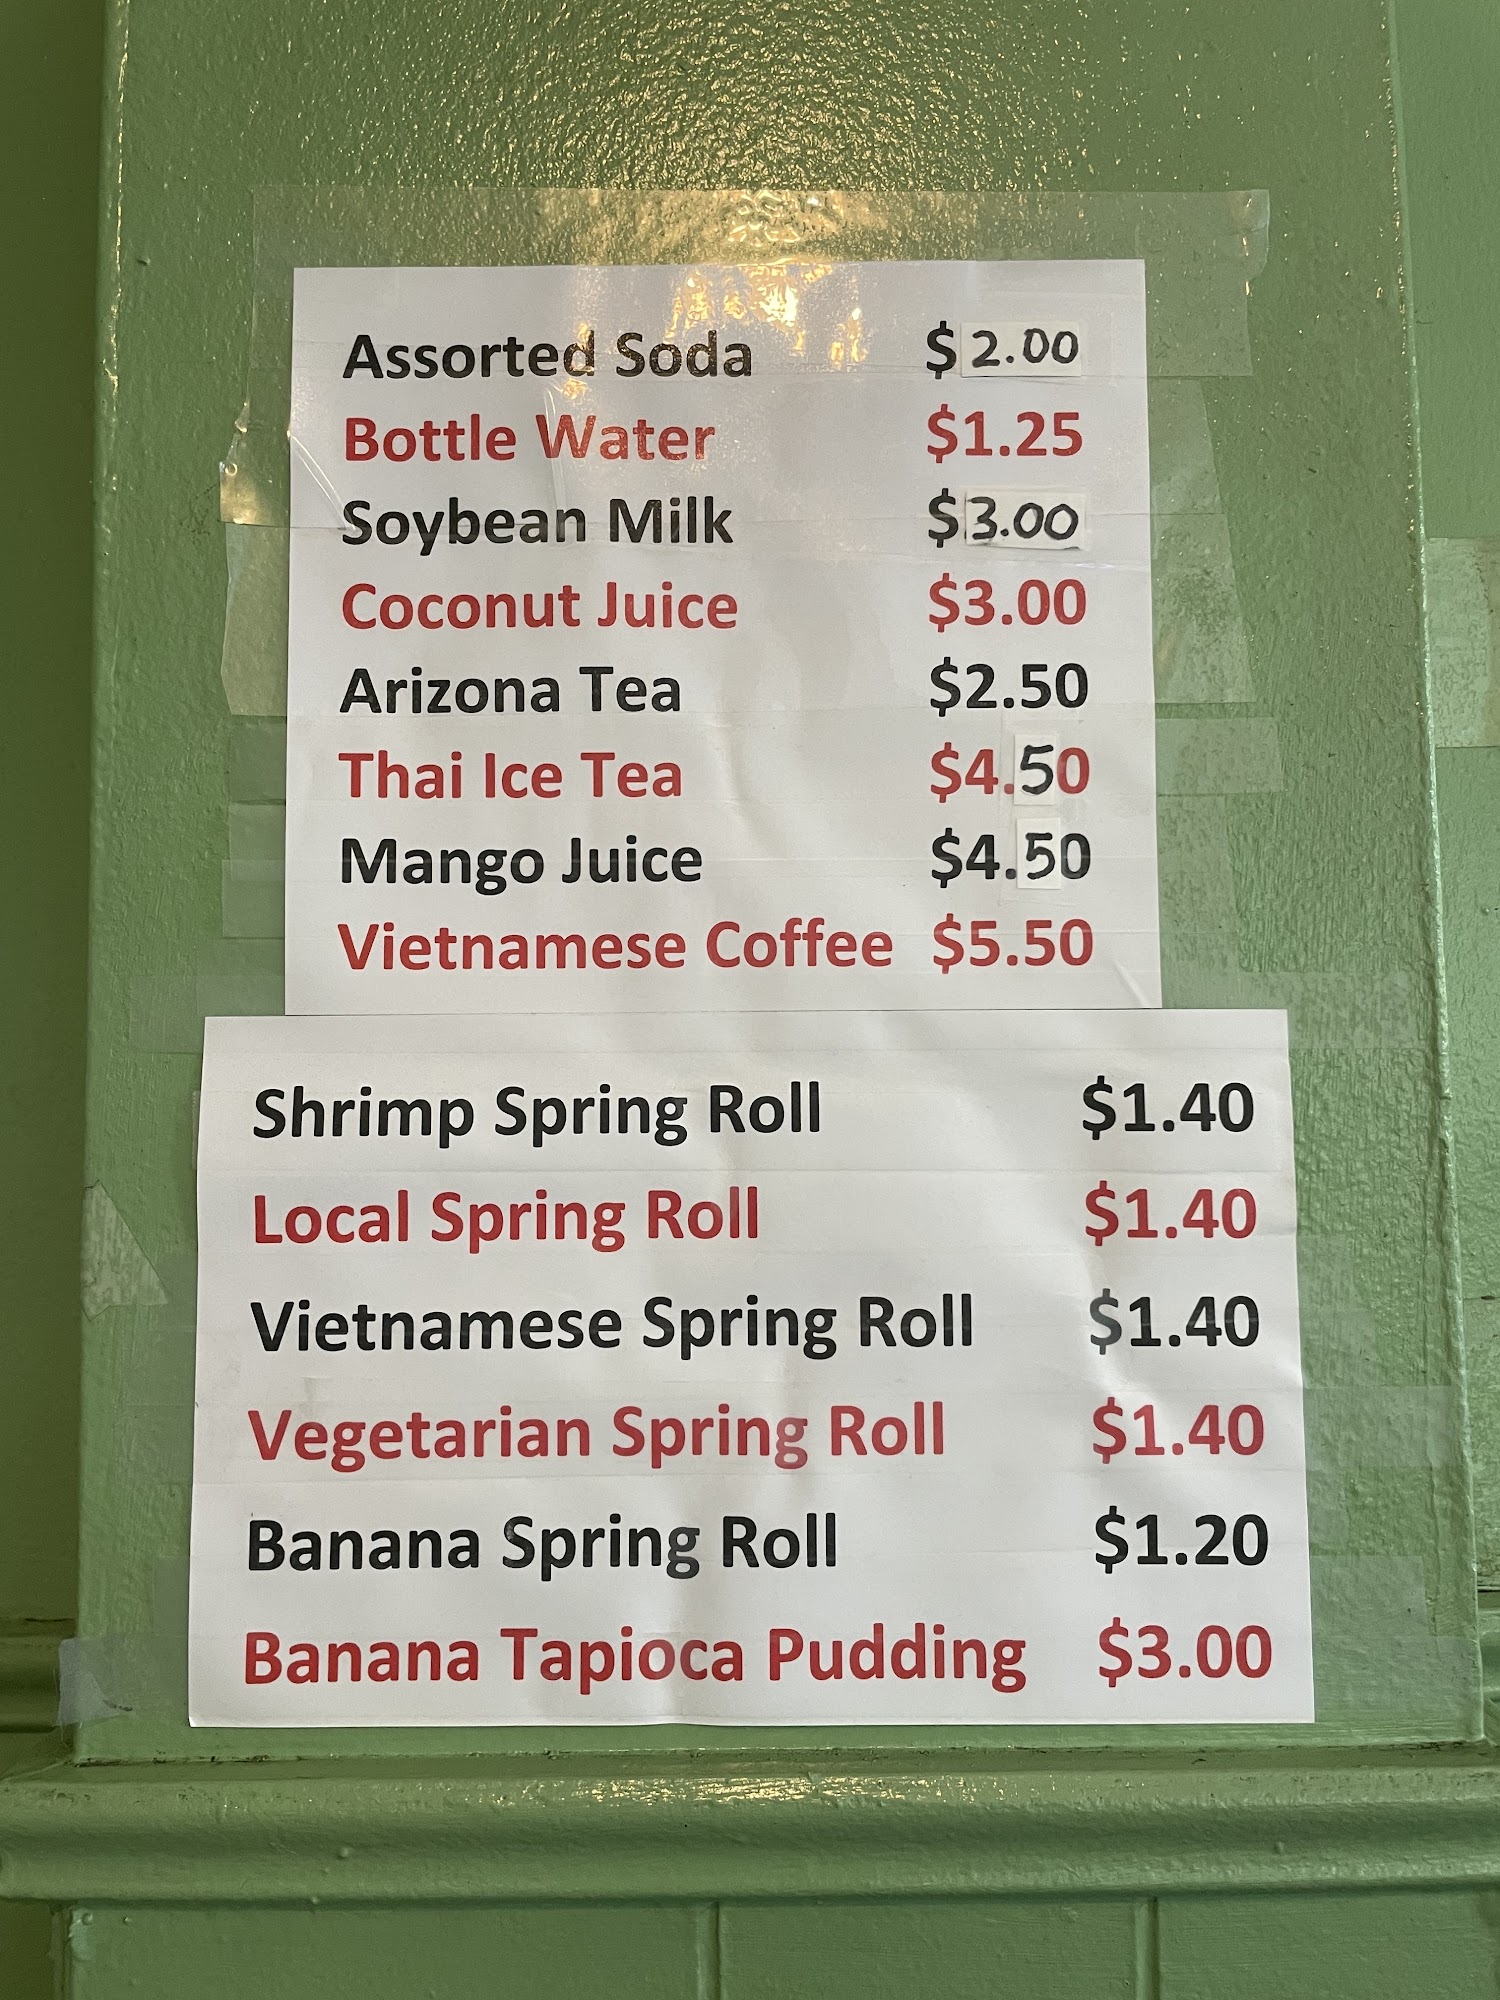 Assorted Soda $2.00
Bottle Water $1.25
Soybean Milk $3.00
Coconut Juice $3.00
Arizona Tea $2.50
Thai Ice Tea $4.50
Mango Juice $4.50
Vietnamese Coffee $5.50
Shrimp Spring Roll $1.40
Local Spring Roll $1.40
Vietnamese Spring Roll $1.40
Vegetarian Spring Roll $1.40
Banana Spring Roll $1.20
Banana Tapioca Pudding $3.00